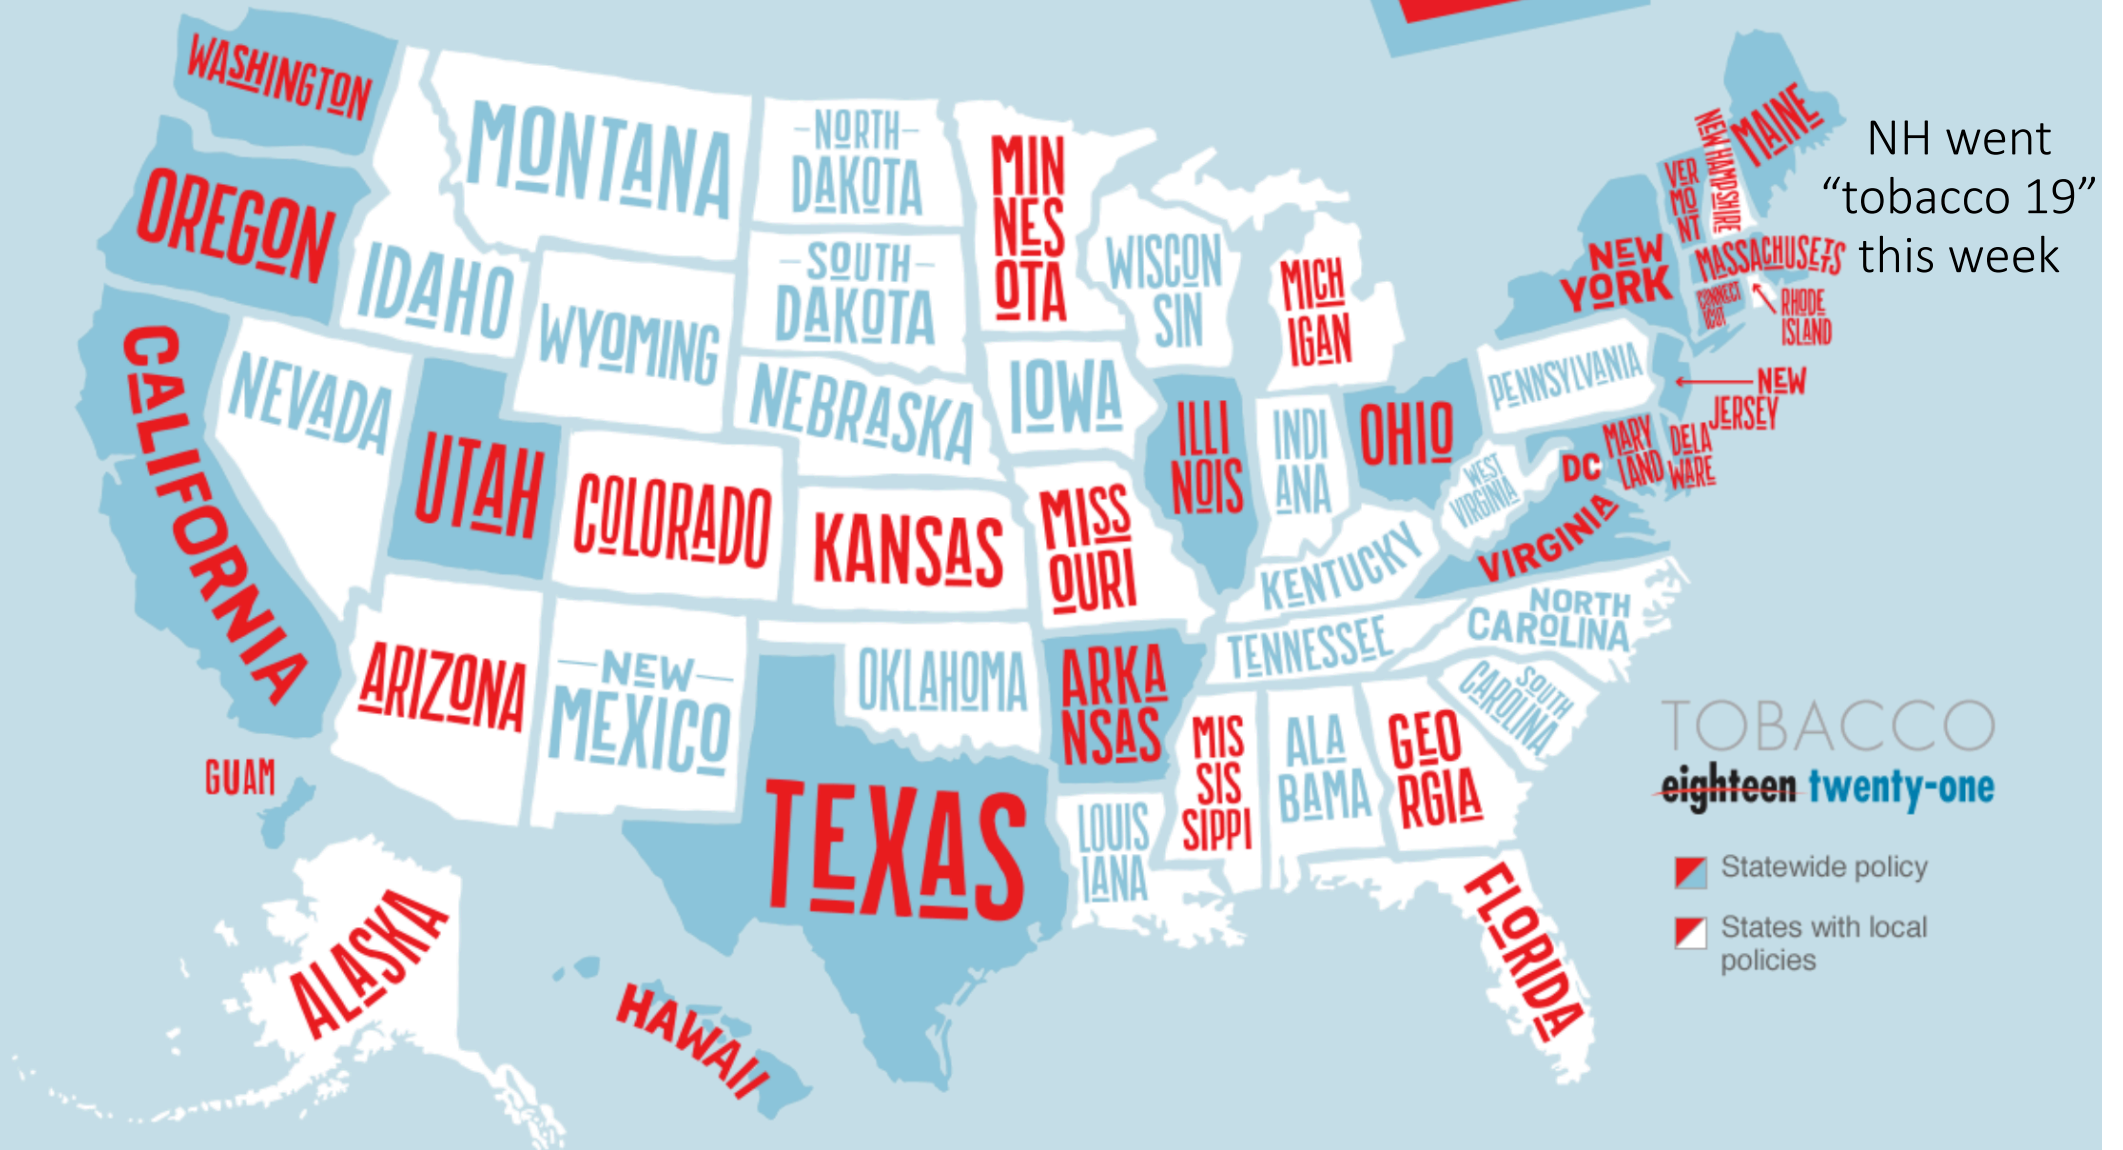 WASHINGTON
OREGON
CALIFORNIA
NEVADA
IDAHO
MONTANA
WYOMING
UTAH
COLORADO
ARIZONA
–NEW–
MEXICO
–NORTH–
DAKOTA
–SOUTH–
DAKOTA
NEBRASKA
KANSAS
OKLAHOMA
TEXAS
MIN
NES
OTA
IOWA
MISS
OURI
ARKA
NSAS
LOUIS
IANA
WISCON
SIN
ILLI
NOIS
MICH
IGAN
INDI
ANA
OHIO
KENTUCKY
TENNESSEE
MIS
SIS
SIPPI
ALA
BAMA
GEO
RGIA
FLORIDA
SOUTH
CAROLINA
NORTH
CAROLINA
VIRGINIA
WEST
VIRGINIA
DC
MARY
LAND
DELA
WARE
PENNSYLVANIA
NEW
JERSEY
NEW
YORK
CONNECT
ICUT
RHODE
ISLAND
MASSACHUSETS
VER
MO
NT
NEW HAMPSHIRE
MAINE
NH went
“tobacco 19”
this week
GUAM
ALASKA
HAWAII
TOBACCO
eighteen twenty-one
Statewide policy
States with local
policies